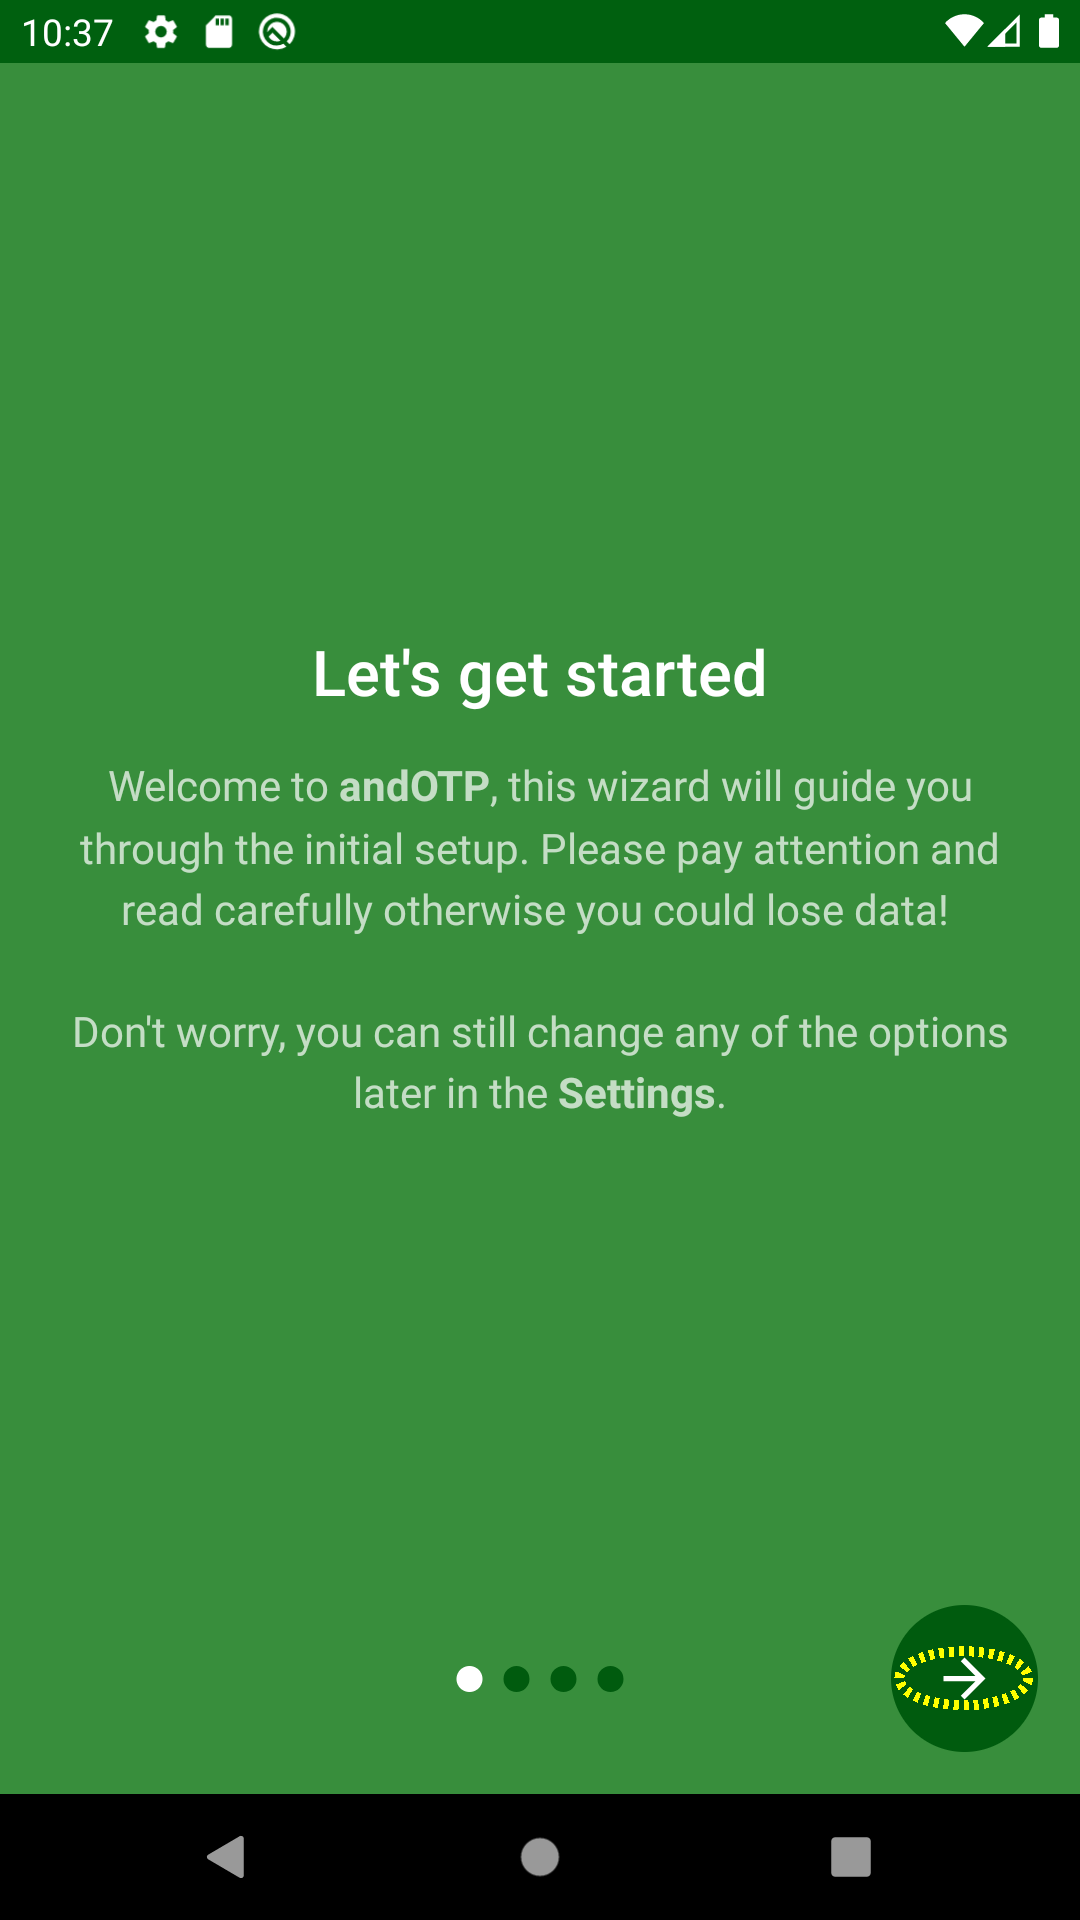 10:37
Let's get started
Welcome to andOTP, this wizard will guide you
through the initial setup. Please pay attention and
read carefully otherwise you could lose data!
Don't worry, you can still change any of the options
later in the Settings.